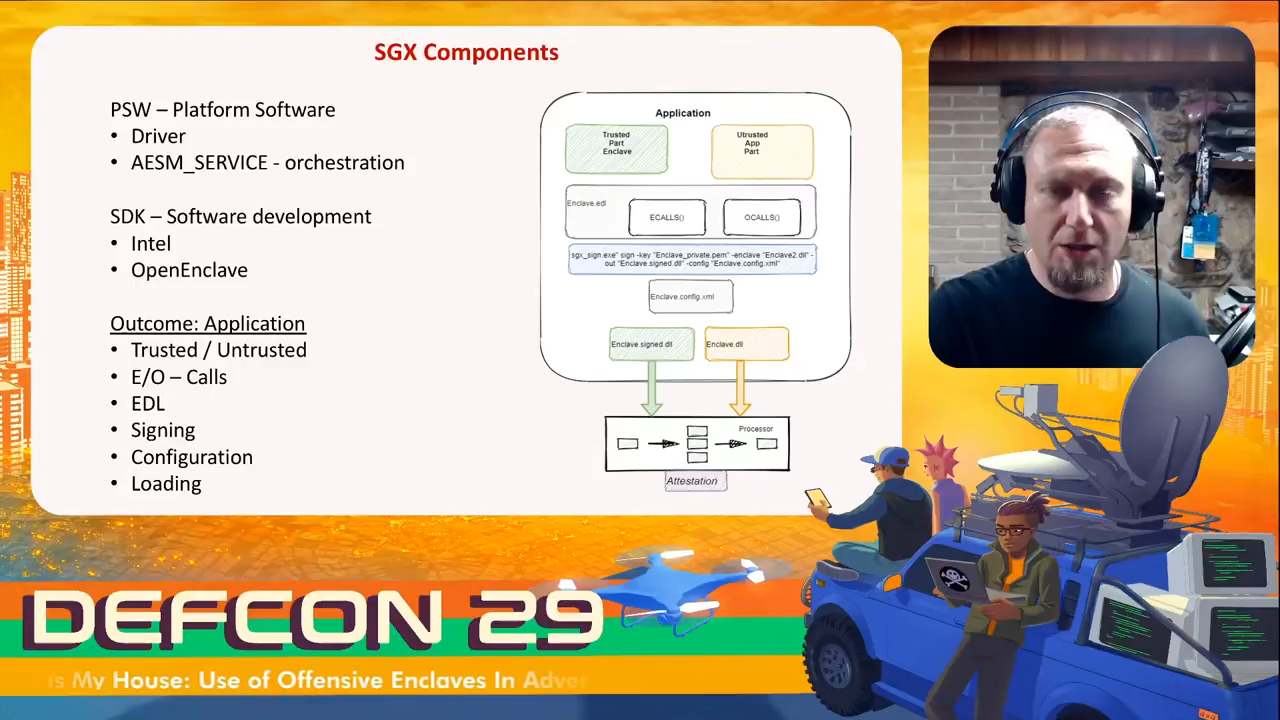 SGX Components
PSW – Platform Software
• Driver
• AESM_SERVICE - orchestration
SDK – Software development
• Intel
• OpenEnclave
Outcome: Application
• Trusted / Untrusted
• E/O – Calls
• EDL
• Signing
• Configuration
• Loading
Application
Trusted
Part
Enclave
Utrusted
App
Part
Enclave.edl
ECALLS()
OCALLS()
sgx_sign.exe" sign -key "Enclave_private.pem" -enclave "Enclave2.dll" -
out "Enclave.signed.dll" -config "Enclave.config.xml"
Enclave.config.xml
Enclave.signed.dll
Enclave.dll
Processor
Attestation
DEFCON 29
My House: Use of Offensive Enclaves In